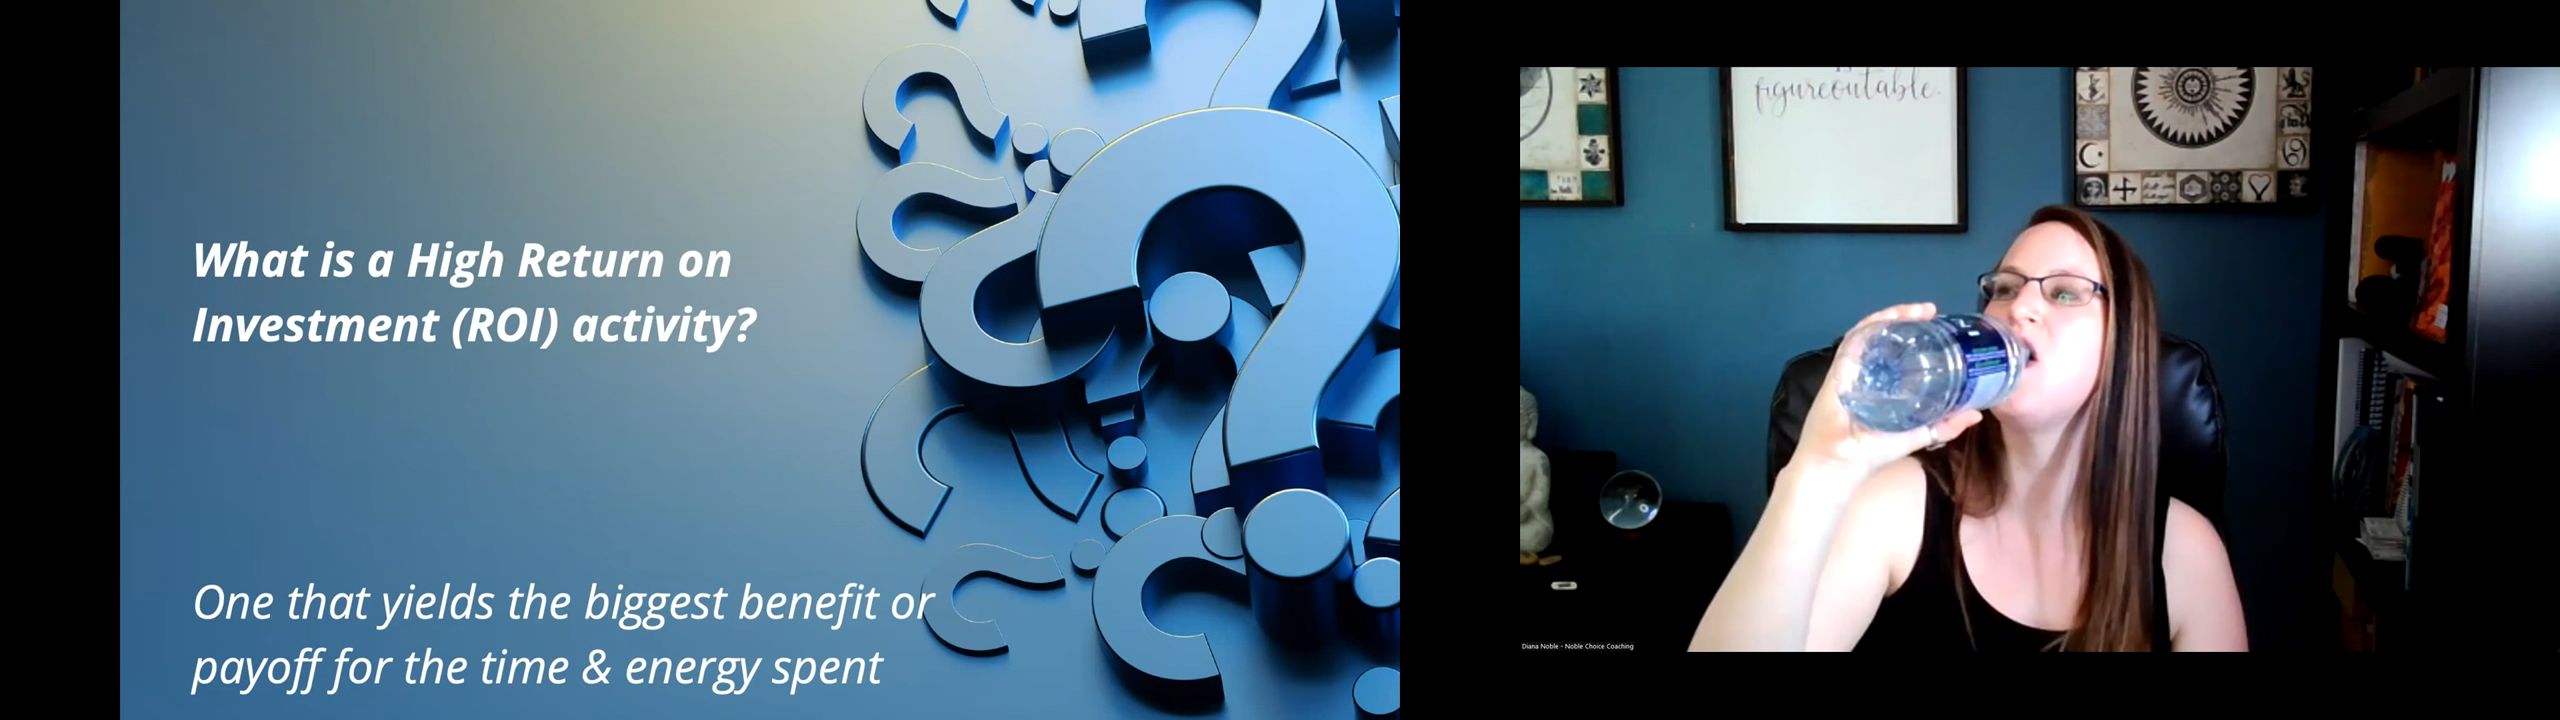 What is a High Return on
Investment (ROI) activity?
One that yields the biggest benefit or
payoff for the time & energy spent
figureoutable.
Diana Noble - Noble Choice Coaching